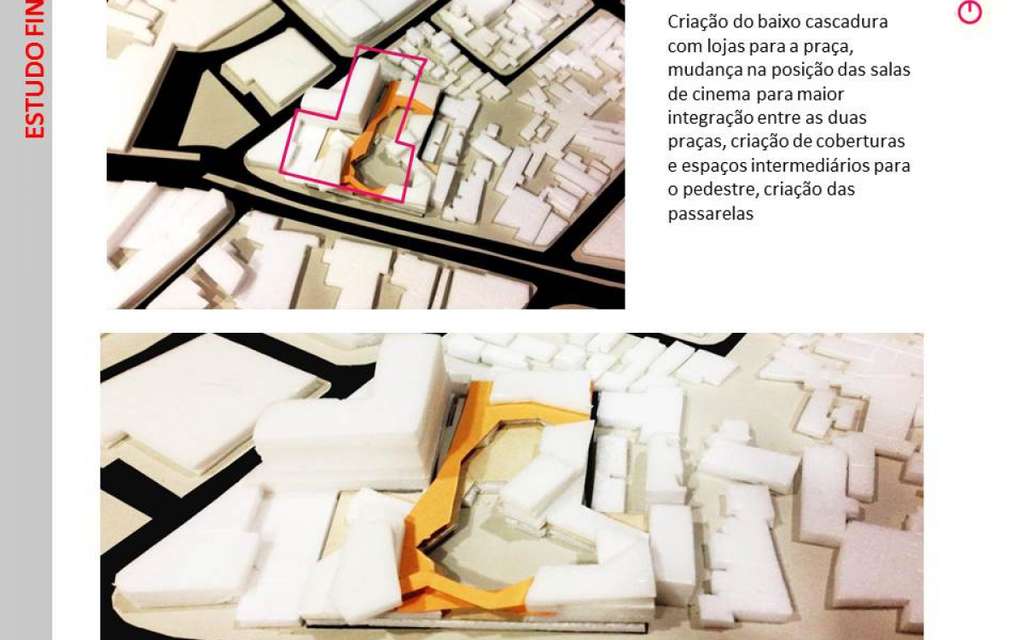 ESTUDO FIN
Criação do baixo cascadura
com lojas para a praça,
mudança na posição das salas
de cinema para maior
integração entre as duas
praças, criação de coberturas
e espaços intermediários para
o pedestre, criação das
passarelas